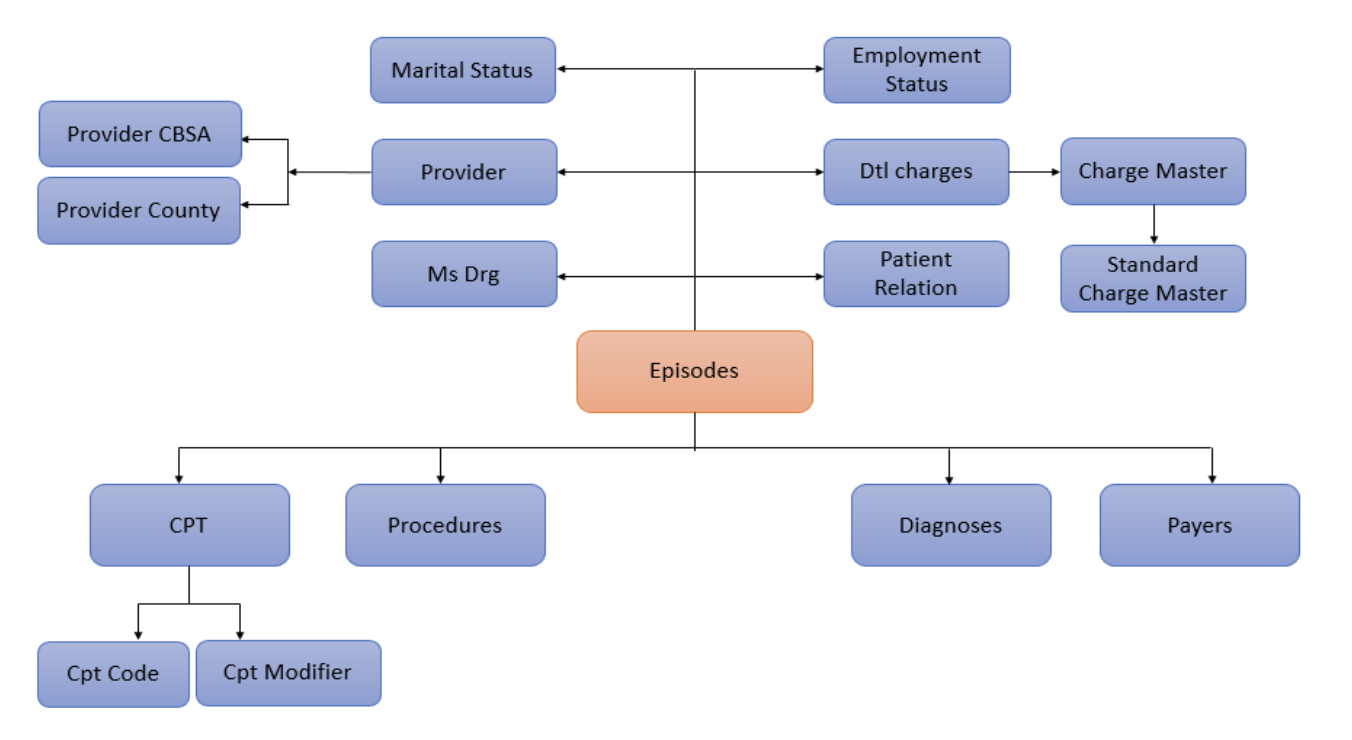 Marital Status
Employment
Status
Provider CBSA
Provider
Dtl charges
Charge Master
Provider County
Ms Drg
Patient
Relation
Standard
Charge Master
Episodes
CPT
Procedures
Diagnoses
Payers
Cpt Code
Cpt Modifier